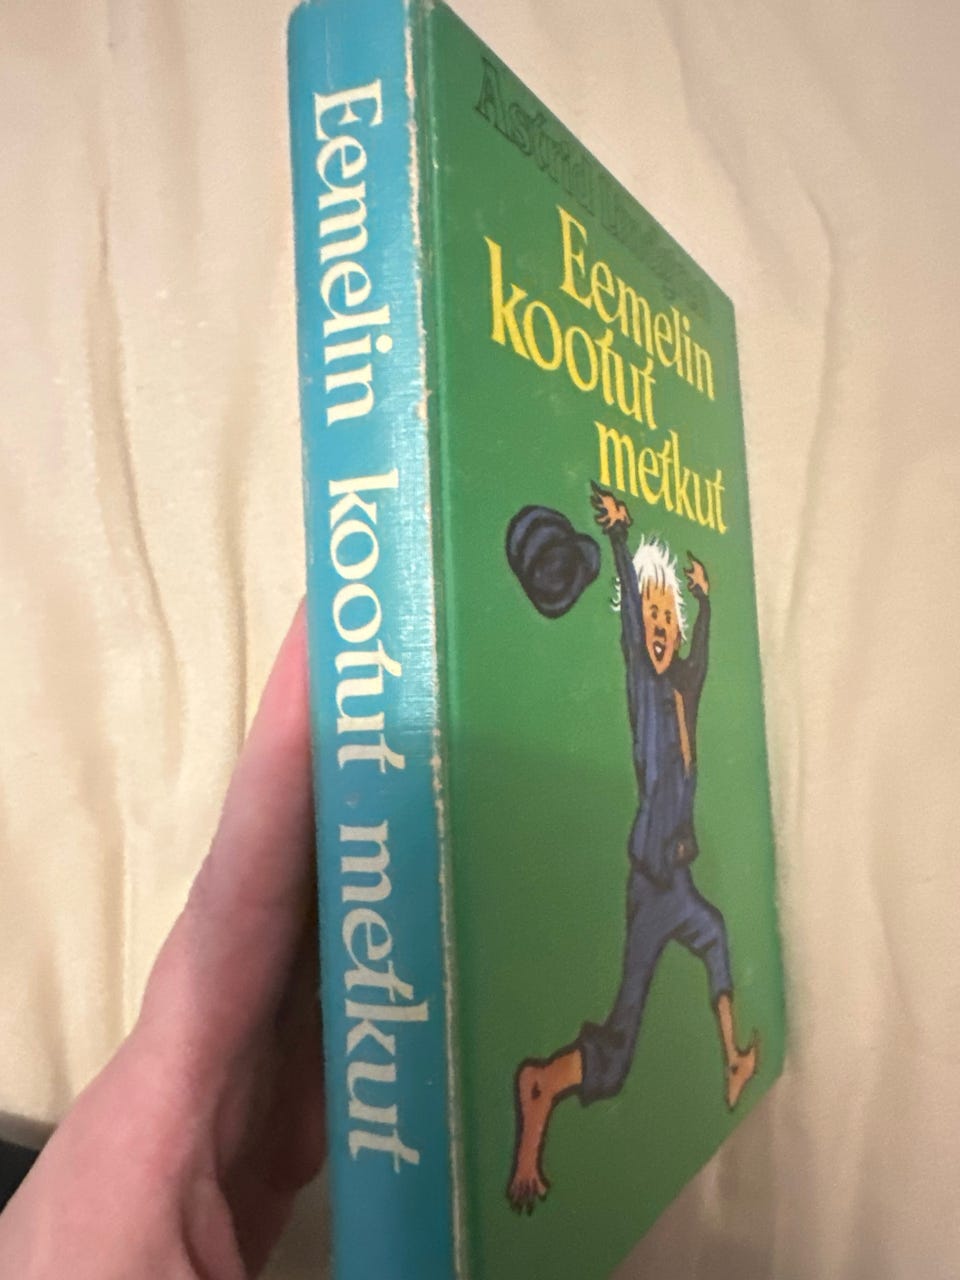 Eemelin kootut metkut
Astrid Lindgren
Eemelin
kootut
metkut